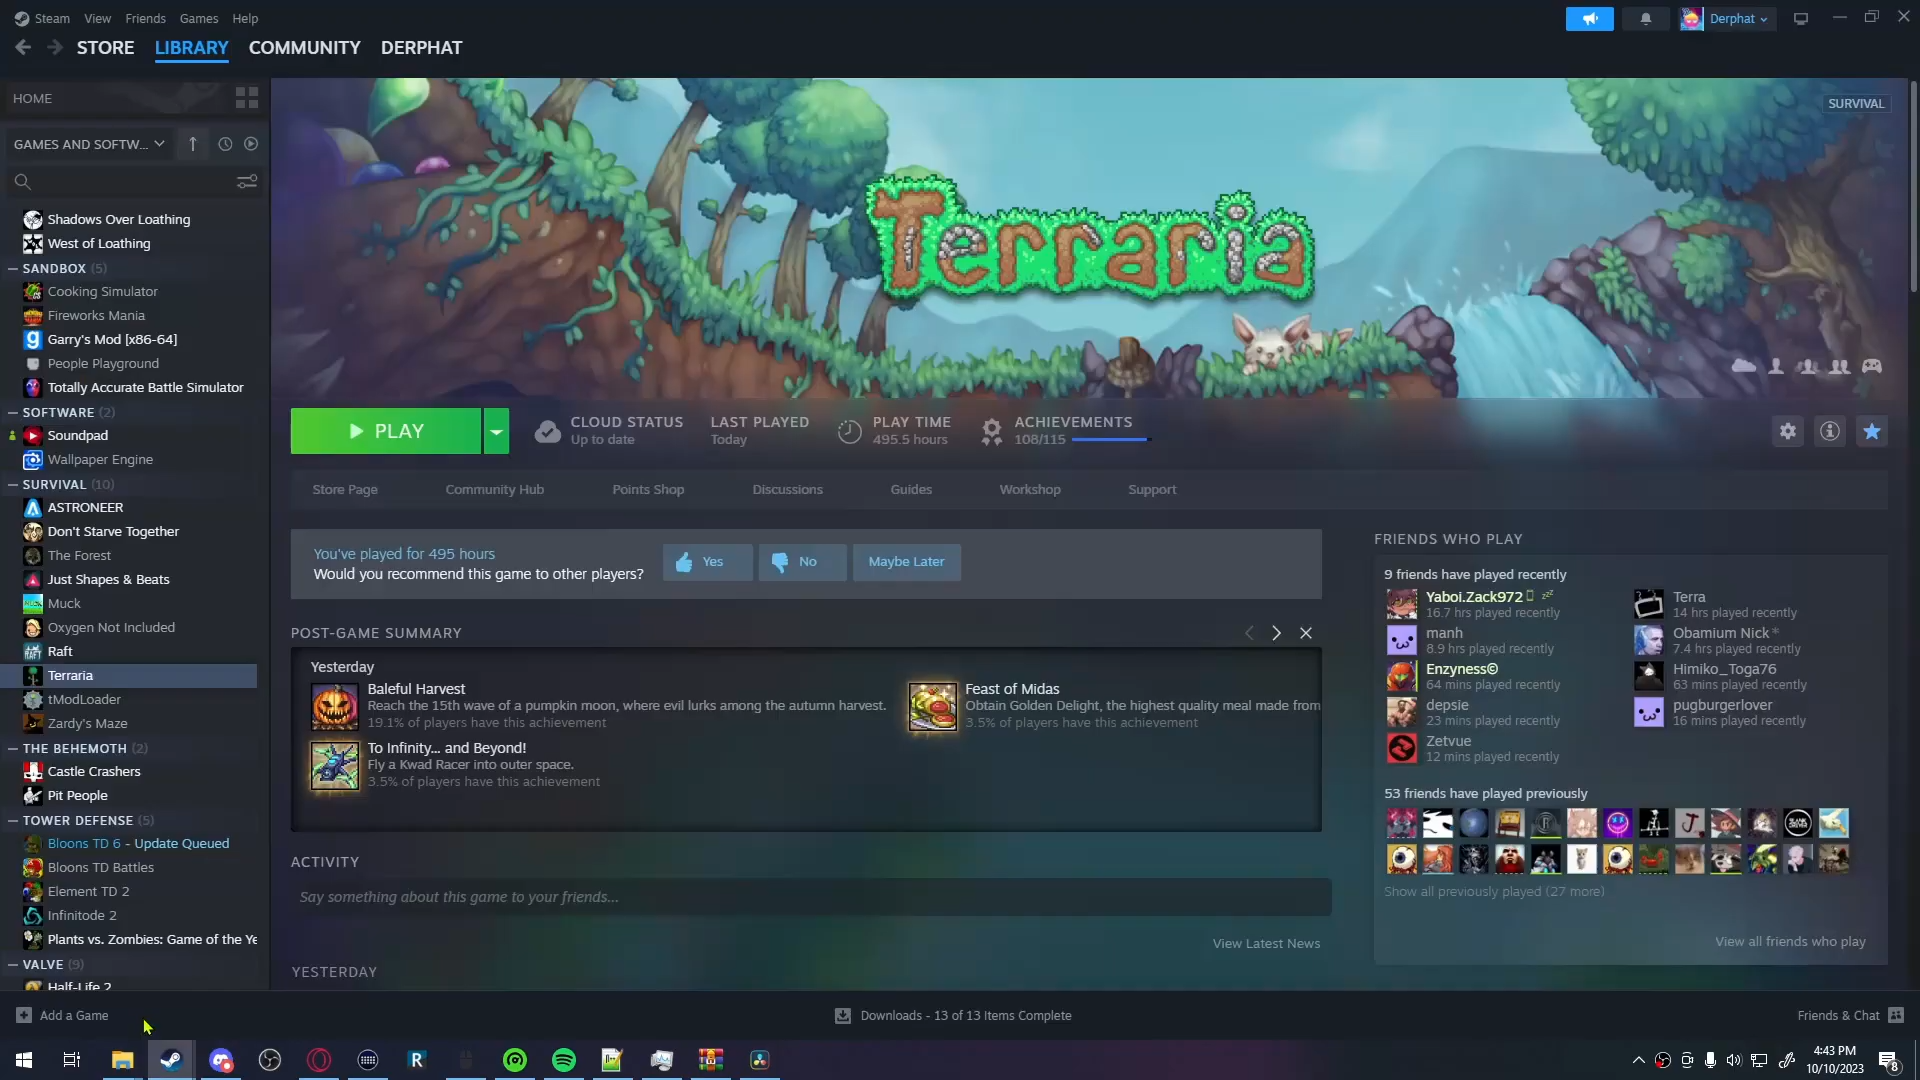 Steam View Friends Games Help
Derphat
STORE LIBRARY COMMUNITY DERPHAT
HOME
SURVIVAL
GAMES AND SOFTW...
Terraria
Shadows Over Loathing
West of Loathing
SANDBOX (5)
Cooking Simulator
Fireworks Mania
Garry's Mod [x86-64]
People Playground
Totally Accurate Battle Simulator
SOFTWARE (2)
Soundpad
Wallpaper Engine
SURVIVAL (10)
ASTRONEER
Don't Starve Together
The Forest
Just Shapes & Beats
Muck
Oxygen Not Included
Raft
Terraria
tModLoader
Zardy's Maze
THE BEHEMOTH (2)
Castle Crashers
Pit People
TOWER DEFENSE (5)
Bloons TD 6 - Update Queued
Bloons TD Battles
Element TD 2
Infinitode 2
Plants vs. Zombies: Game of the Ye
VALVE (9)
Half-Life 2
PLAY
CLOUD STATUS
Up to date
LAST PLAYED
Today
PLAY TIME
495.5 hours
ACHIEVEMENTS
108/115
Store Page Community Hub Points Shop Discussions Guides Workshop Support
You've played for 495 hours
Would you recommend this game to other players?
Yes No Maybe Later
POST-GAME SUMMARY
Yesterday
Baleful Harvest
Reach the 15th wave of a pumpkin moon, where evil lurks among the autumn harvest.
19.1% of players have this achievement
Feast of Midas
Obtain Golden Delight, the highest quality meal made from
3.5% of players have this achievement
To Infinity... and Beyond!
Fly a Kwad Racer into outer space.
3.5% of players have this achievement
ACTIVITY
Say something about this game to your friends...
View Latest News
YESTERDAY
FRIENDS WHO PLAY
9 friends have played recently
Yaboi.Zack972 zzz
16.7 hrs played recently
Terra
14 hrs played recently
manh
8.9 hrs played recently
Obamium Nick *
7.4 hrs played recently
Enzyness©
64 mins played recently
Himiko_Toga76
63 mins played recently
depsie
23 mins played recently
pugburgerlover
16 mins played recently
Zetvue
12 mins played recently
53 friends have played previously
Show all previously played (27 more)
View all friends who play
Add a Game
Downloads - 13 of 13 Items Complete
Friends & Chat
4:43 PM
10/10/2023
8